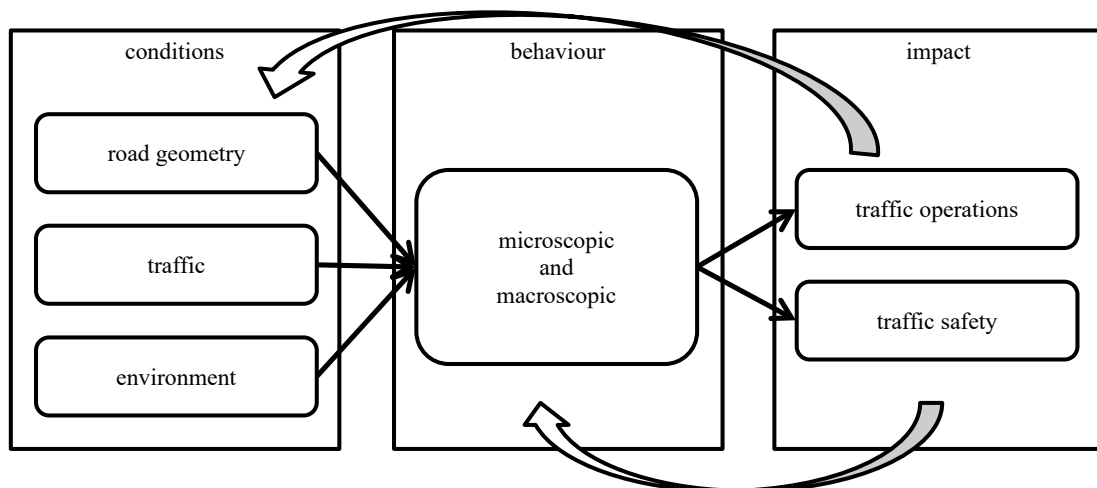 conditions
road geometry
traffic
environment
behaviour
microscopic
and
macroscopic
impact
traffic operations
traffic safety